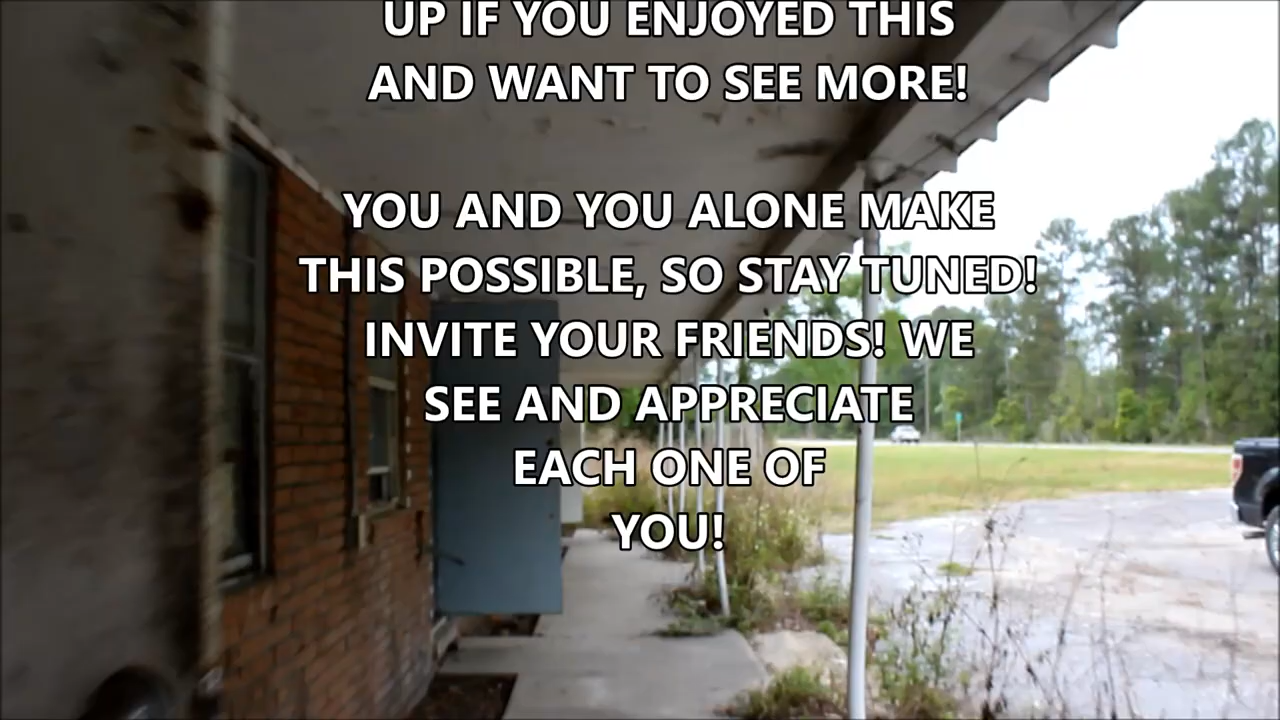 UP IF YOU ENJOYED THIS
AND WANT TO SEE MORE!
YOU AND YOU ALONE MAKE
THIS POSSIBLE, SO STAY TUNED!
INVITE YOUR FRIENDS! WE
SEE AND APPRECIATE
EACH ONE OF
YOU!